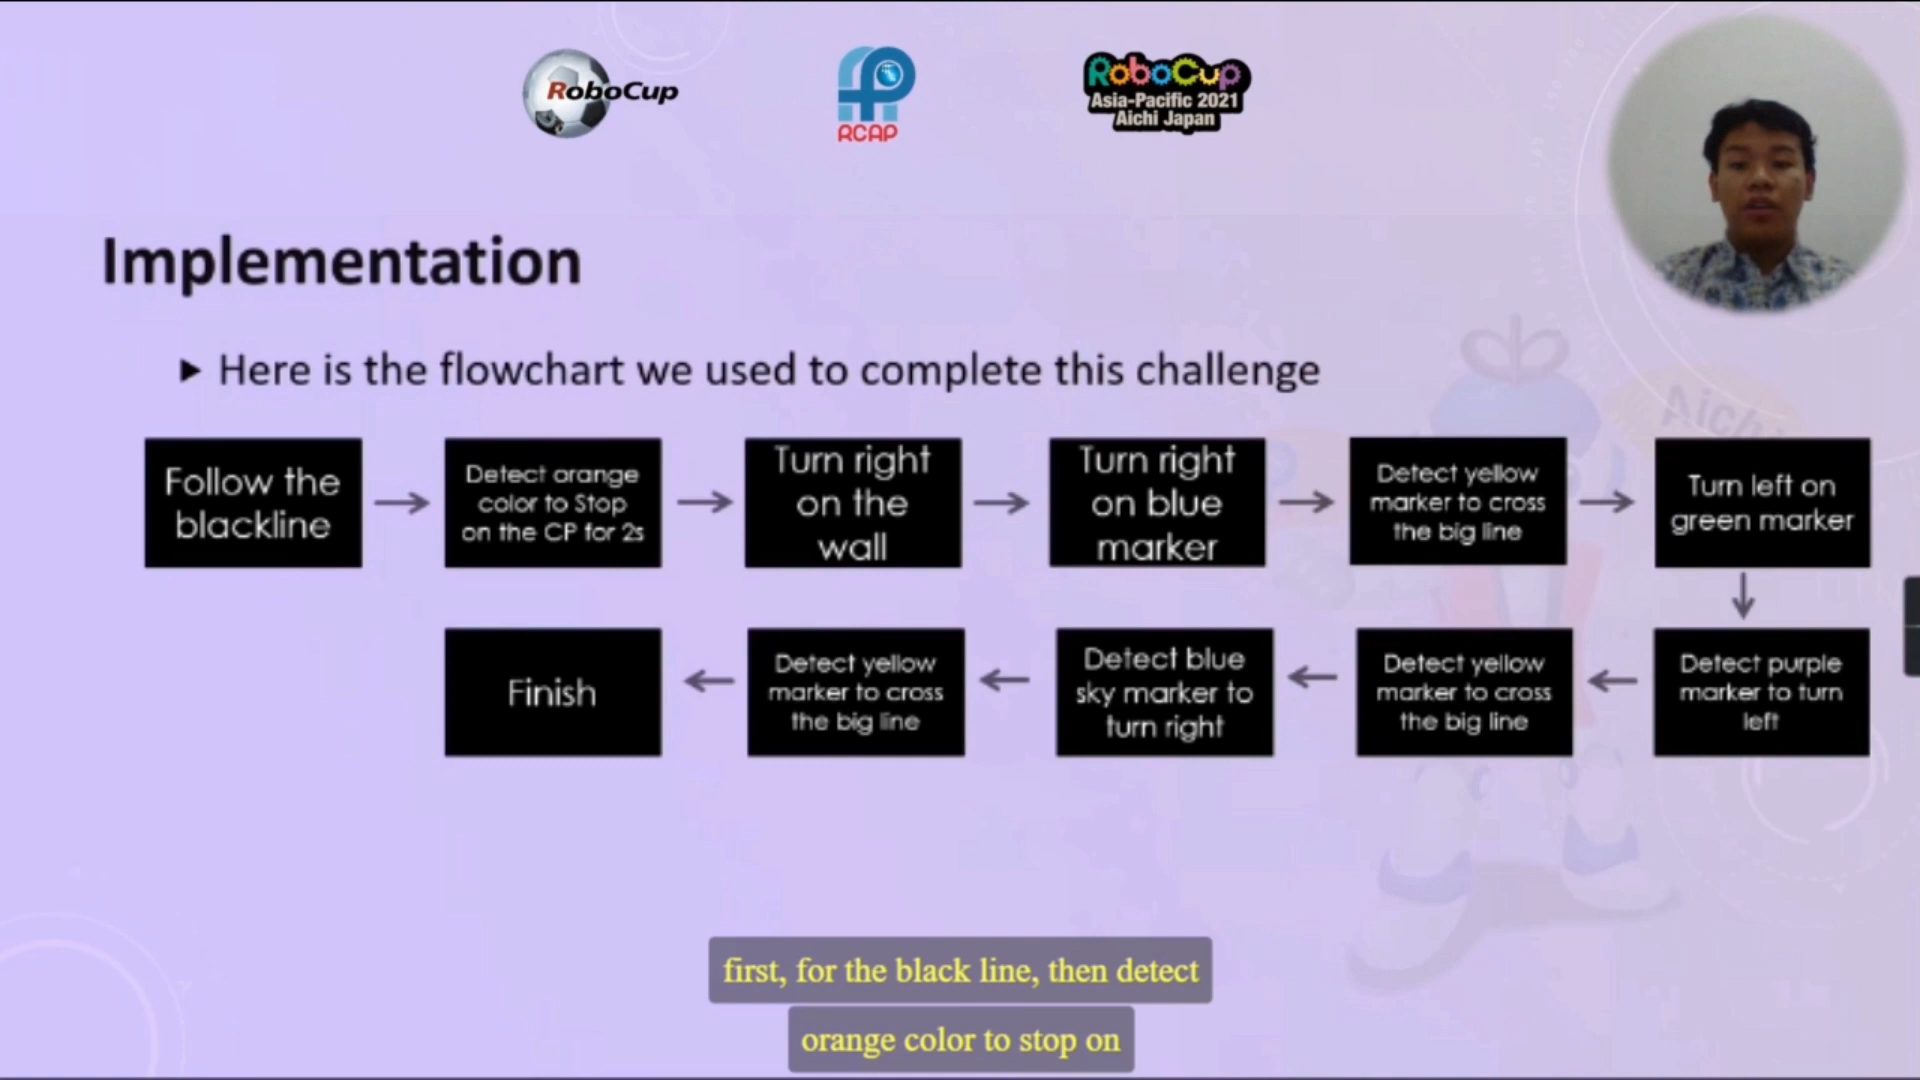 RoboCup
RCAP
RoboCup
Asia-Pacific 2021
Aichi Japan
Implementation
Here is the flowchart we used to complete this challenge
Follow the
blackline
Detect orange
color to Stop
on the CP for 2s
Turn right
on the
wall
Turn right
on blue
marker
Detect yellow
marker to cross
the big line
Turn left on
green marker
Detect purple
marker to turn
left
Detect yellow
marker to cross
the big line
Detect blue
sky marker to
turn right
Detect yellow
marker to cross
the big line
Finish
Aichi
first, for the black line, then detect
orange color to stop on